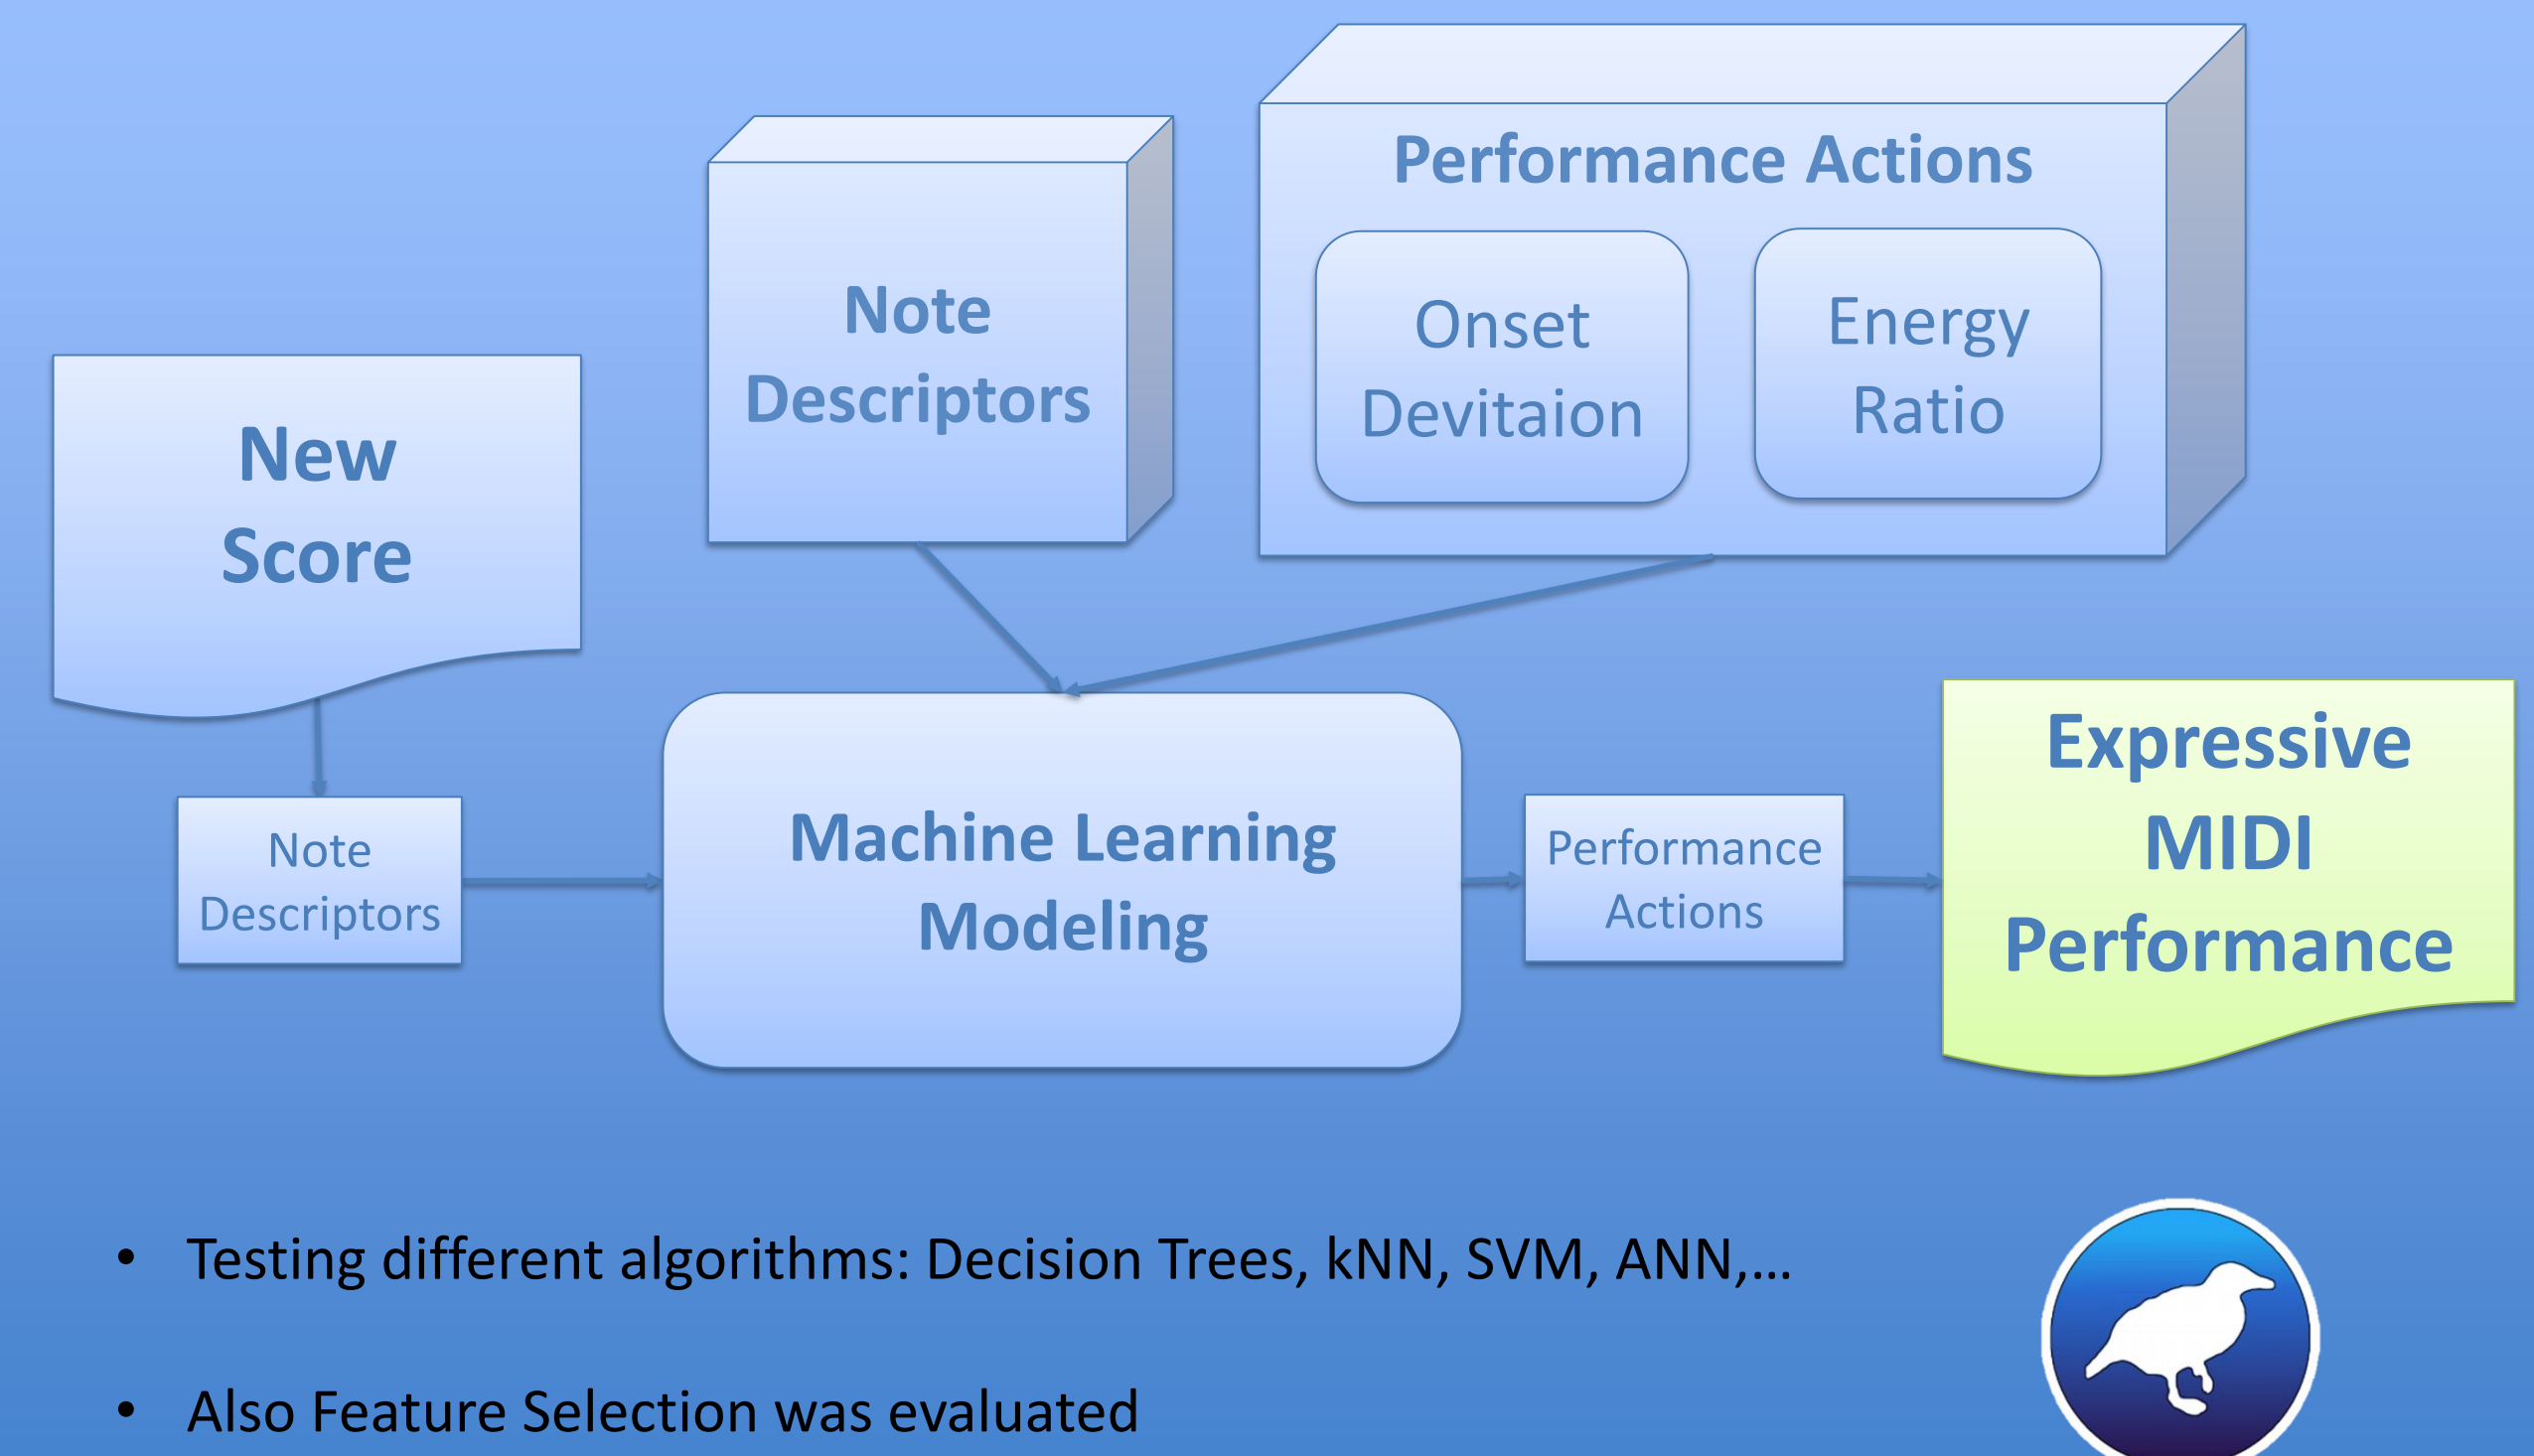 Performance Actions
Note
Descriptors
Onset
Devitaion
Energy
Ratio
New
Score
Note
Descriptors
Machine Learning
Modeling
Performance
Actions
Expressive
MIDI
Performance
• Testing different algorithms: Decision Trees, kNN, SVM, ANN,...
• Also Feature Selection was evaluated